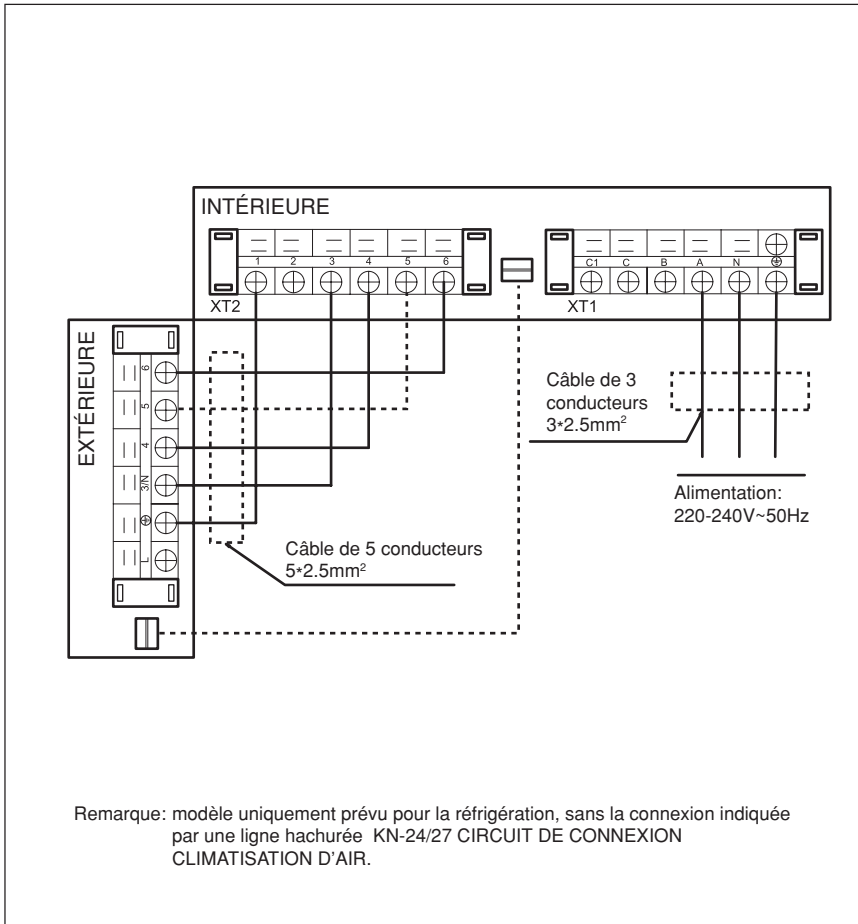 INTÉRIEURE
1 2 3 4 5 6
C1 C B A N
XT2
XT1
EXTÉRIEURE
6
5
4
3/N
L
Câble de 3
conducteurs
3*2.5mm²
Alimentation:
220-240V~50Hz
Câble de 5 conducteurs
5*2.5mm²
Remarque: modèle uniquement prévu pour la réfrigération, sans la connexion indiquée
par une ligne hachurée KN-24/27 CIRCUIT DE CONNEXION
CLIMATISATION D'AIR.